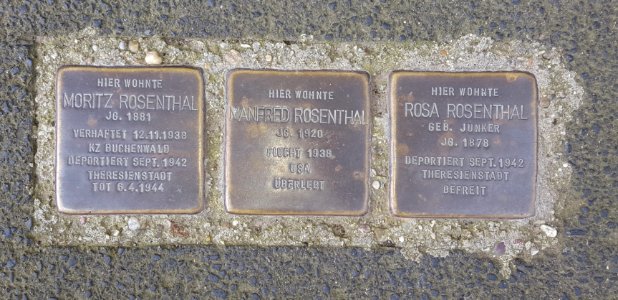 HIER WOHNTE
MORITZ ROSENTHAL
JG. 1881
VERHAFTET 12.11.1938
KZ BUCHENWALD
DEPORTIERT SEPT. 1942
THERESIENSTADT
TOT 6.4.1944
HIER WOHNTE
MANFRED ROSENTHAL
JG. 1920
FLUCHT 1938
USA
ÜBERLEBT
HIER WOHNTE
ROSA ROSENTHAL
GEB. JUNKER
JG. 1878
DEPORTIERT SEPT. 1942
THERESIENSTADT
BEFREIT